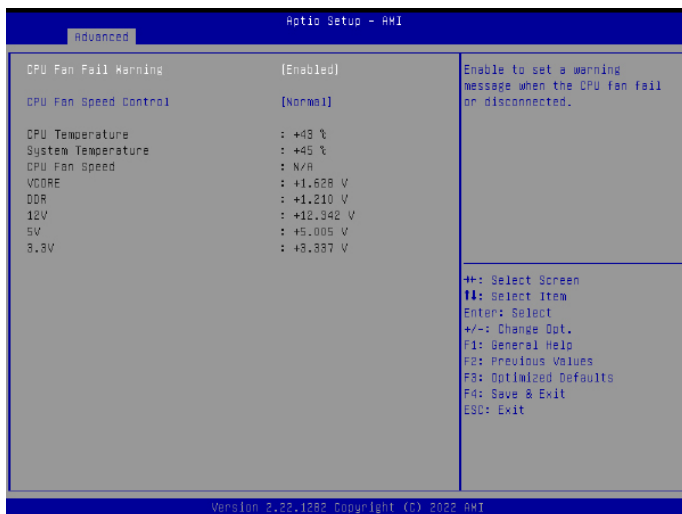 Aptio Setup - AMI
Advanced
CPU Fan Fail Warning [Enabled]
CPU Fan Speed Control [Normal]
CPU Temperature : +43 %
System Temperature : +45 %
CPU Fan Speed : N/A
VCORE : +1.628 V
DDR : +1.210 V
12V : +12.342 V
5V : +5.005 V
3.3V : +3.337 V
Enable to set a warning
message when the CPU fan fail
or disconnected.
→←: Select Screen
↑↓: Select Item
Enter: Select
+/-: Change Opt.
F1: General Help
F2: Previous Values
F3: Optimized Defaults
F4: Save & Exit
ESC: Exit
Version 2.22.1282 Copyright (C) 2022 AMI